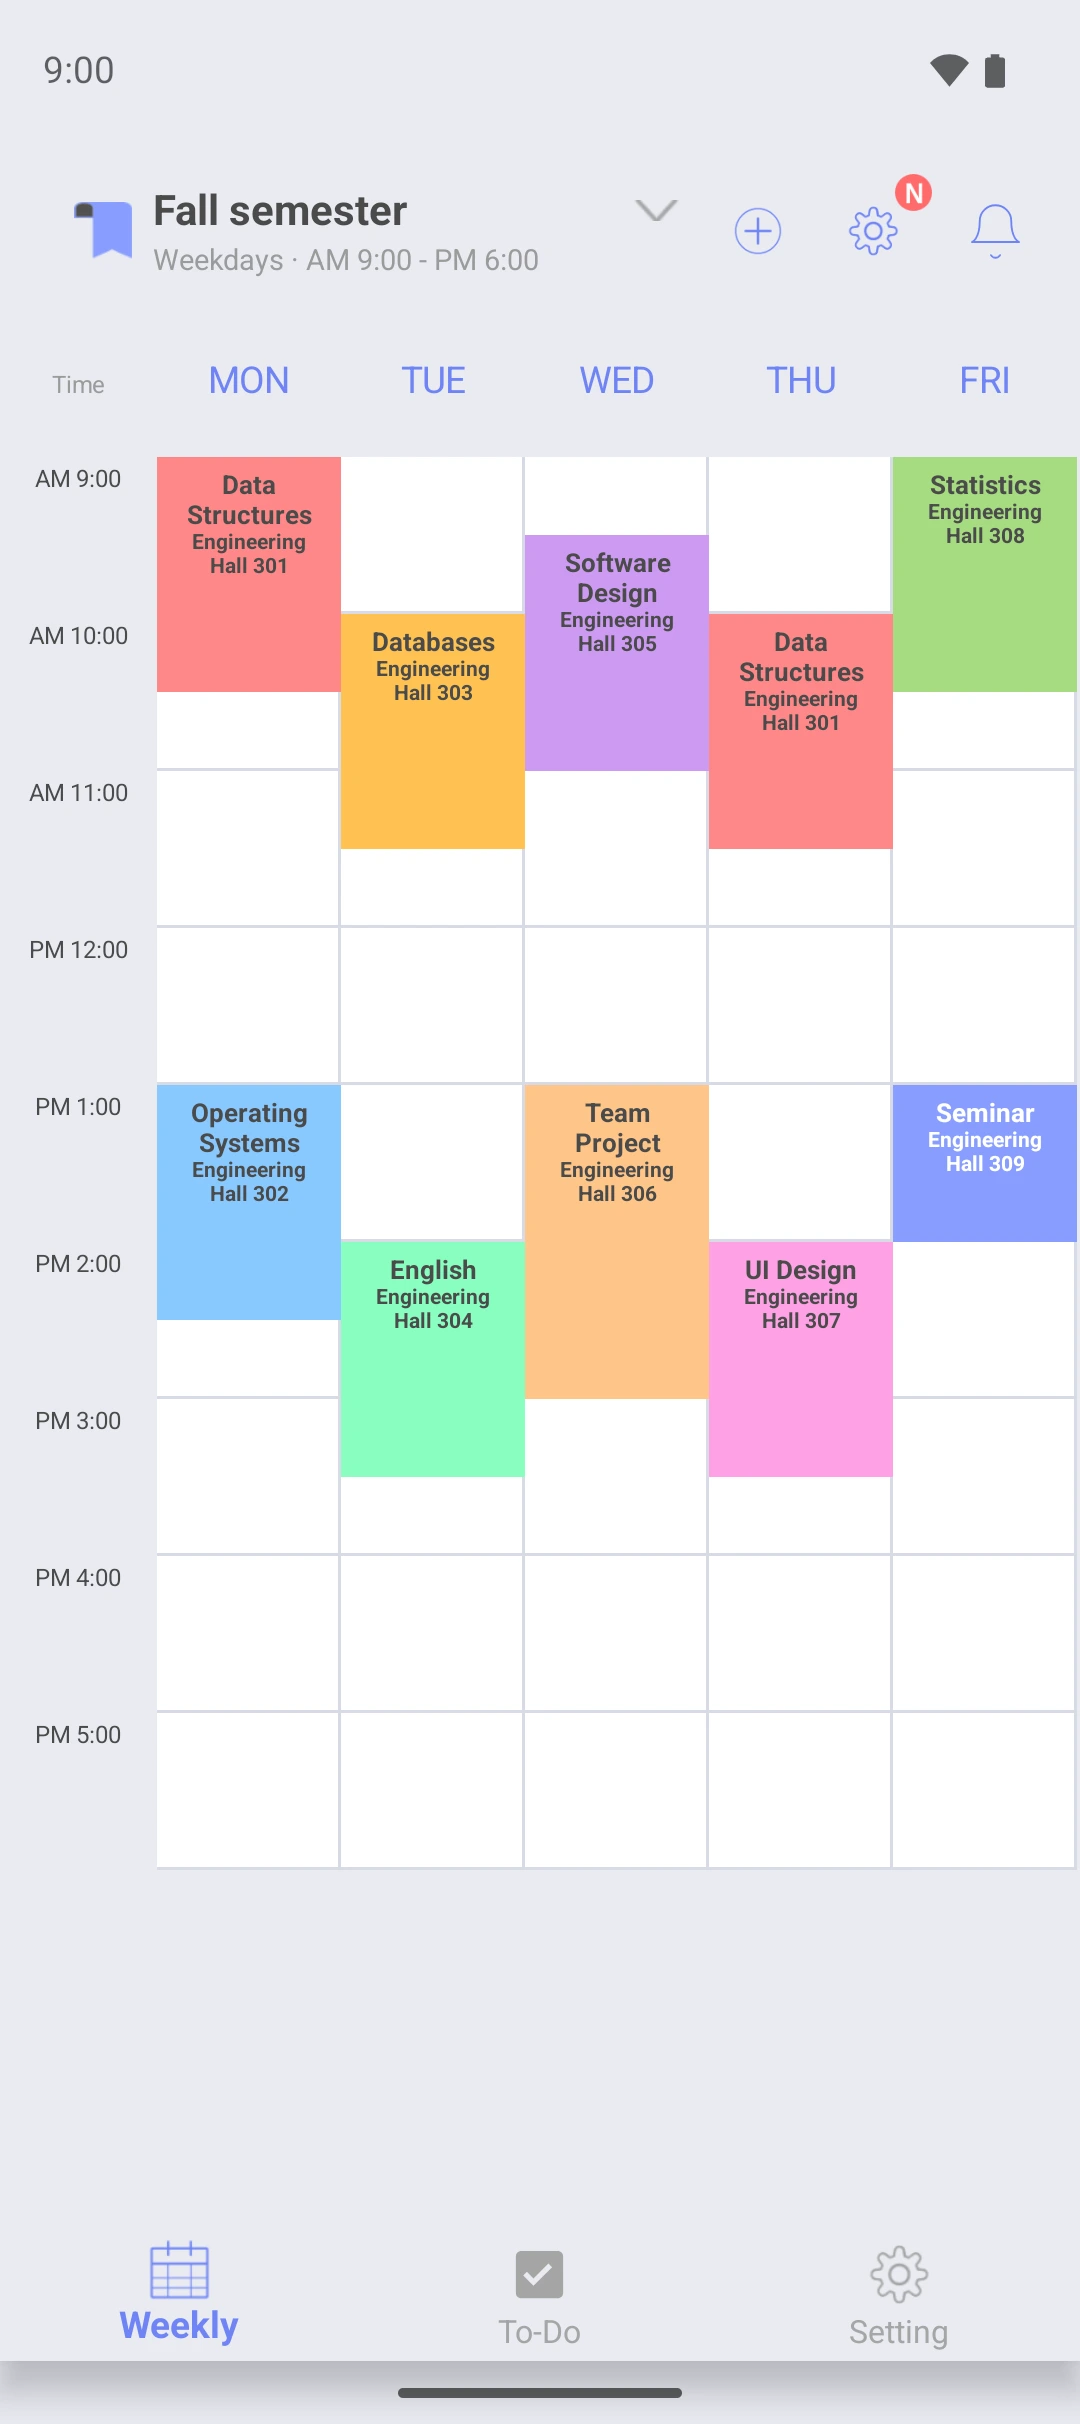 9:00
Fall semester
N
Weekdays · AM 9:00 - PM 6:00
Time
MON
TUE
WED
THU
FRI
AM 9:00
Data
Structures
Engineering
Hall 301
Statistics
Engineering
Hall 308
Software
Design
Engineering
Hall 305
AM 10:00
Databases
Engineering
Hall 303
Data
Structures
Engineering
Hall 301
AM 11:00
PM 12:00
PM 1:00
Operating
Systems
Engineering
Hall 302
Team
Project
Engineering
Hall 306
Seminar
Engineering
Hall 309
PM 2:00
English
Engineering
Hall 304
UI Design
Engineering
Hall 307
PM 3:00
PM 4:00
PM 5:00
Weekly
To-Do
Setting